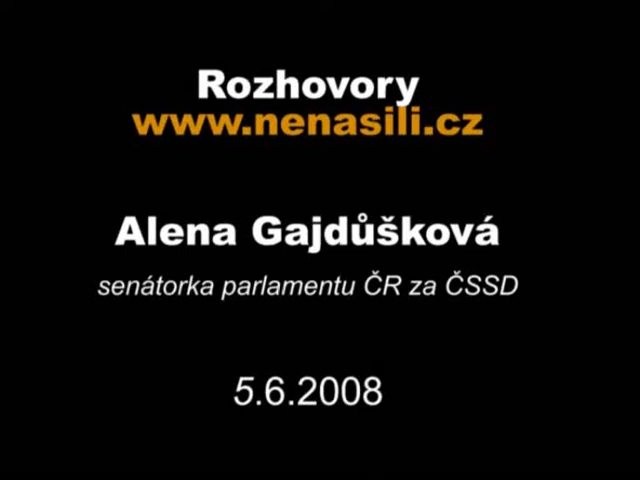 Rozhovory
www.nenasili.cz
Alena Gajdůšková
senátorka parlamentu ČR za ČSSD
5.6.2008